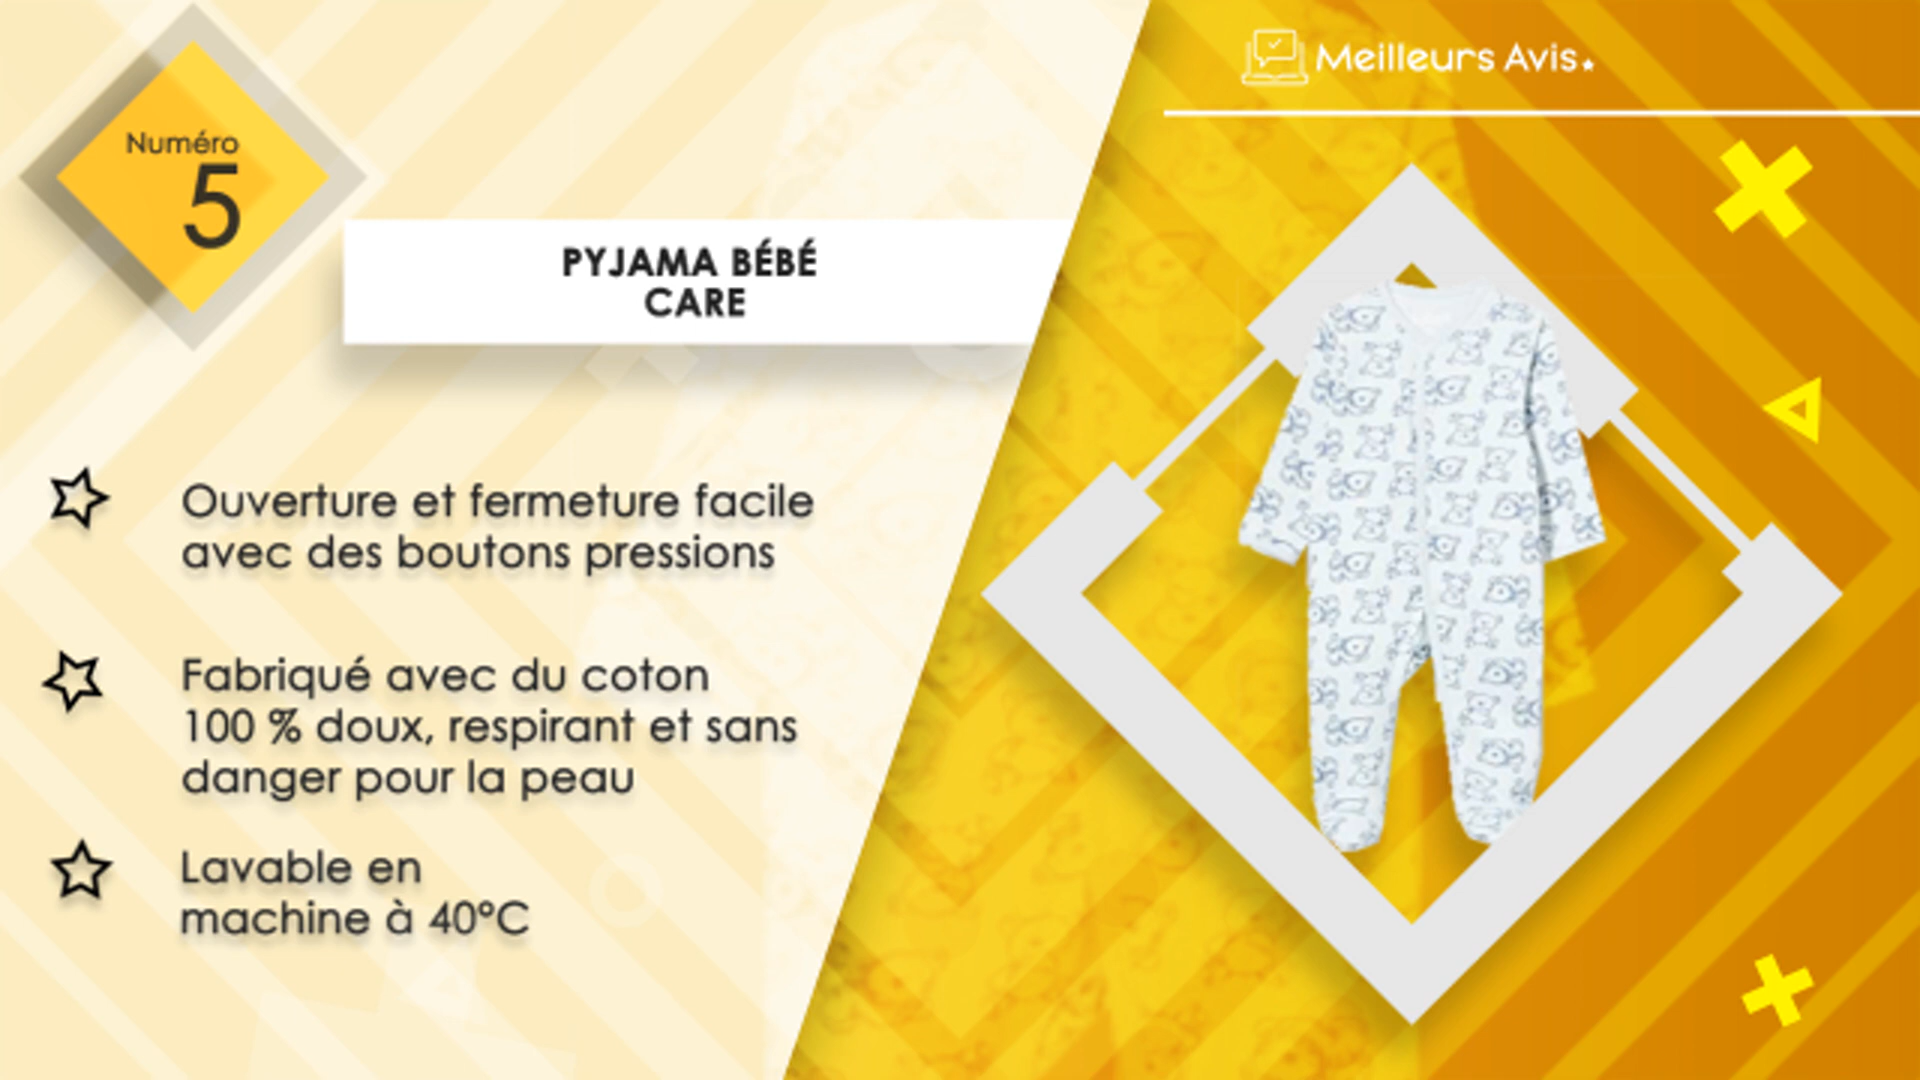 Numéro
5
Meilleurs Avis
PYJAMA BÉBÉ
CARE
Ouverture et fermeture facile
avec des boutons pressions
Fabriqué avec du coton
100 % doux, respirant et sans
danger pour la peau
Lavable en
machine à 40°C